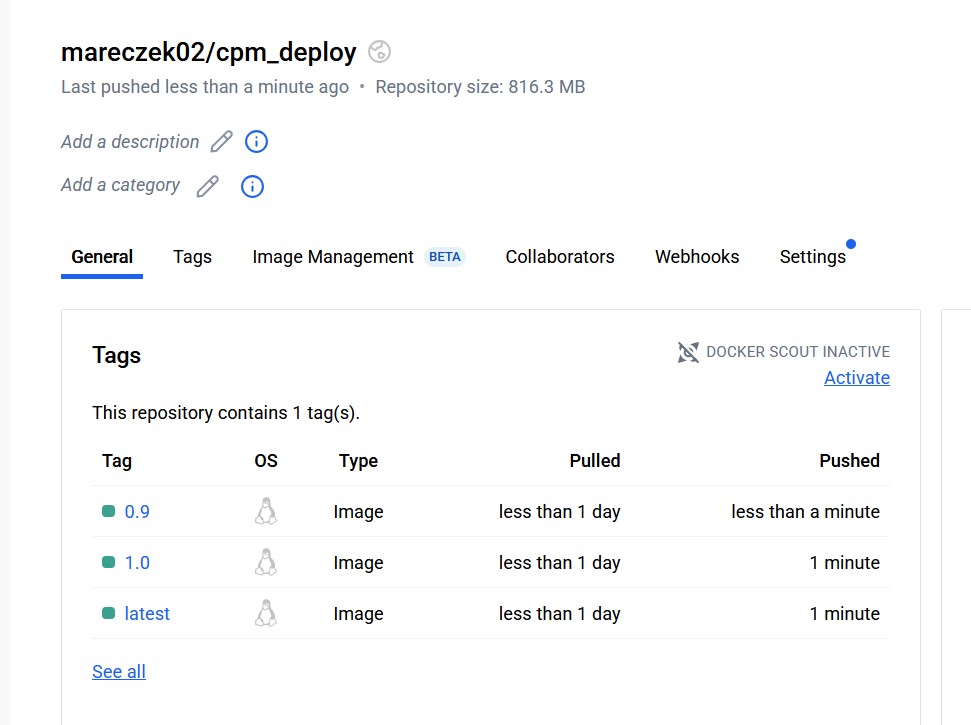 mareczek02/cpm_deploy
Last pushed less than a minute ago • Repository size: 816.3 MB
Add a description
Add a category
General Tags Image Management BETA Collaborators Webhooks Settings
Tags
DOCKER SCOUT INACTIVE
Activate
This repository contains 1 tag(s).
Tag OS Type Pulled Pushed
0.9 Image less than 1 day less than a minute
1.0 Image less than 1 day 1 minute
latest Image less than 1 day 1 minute
See all